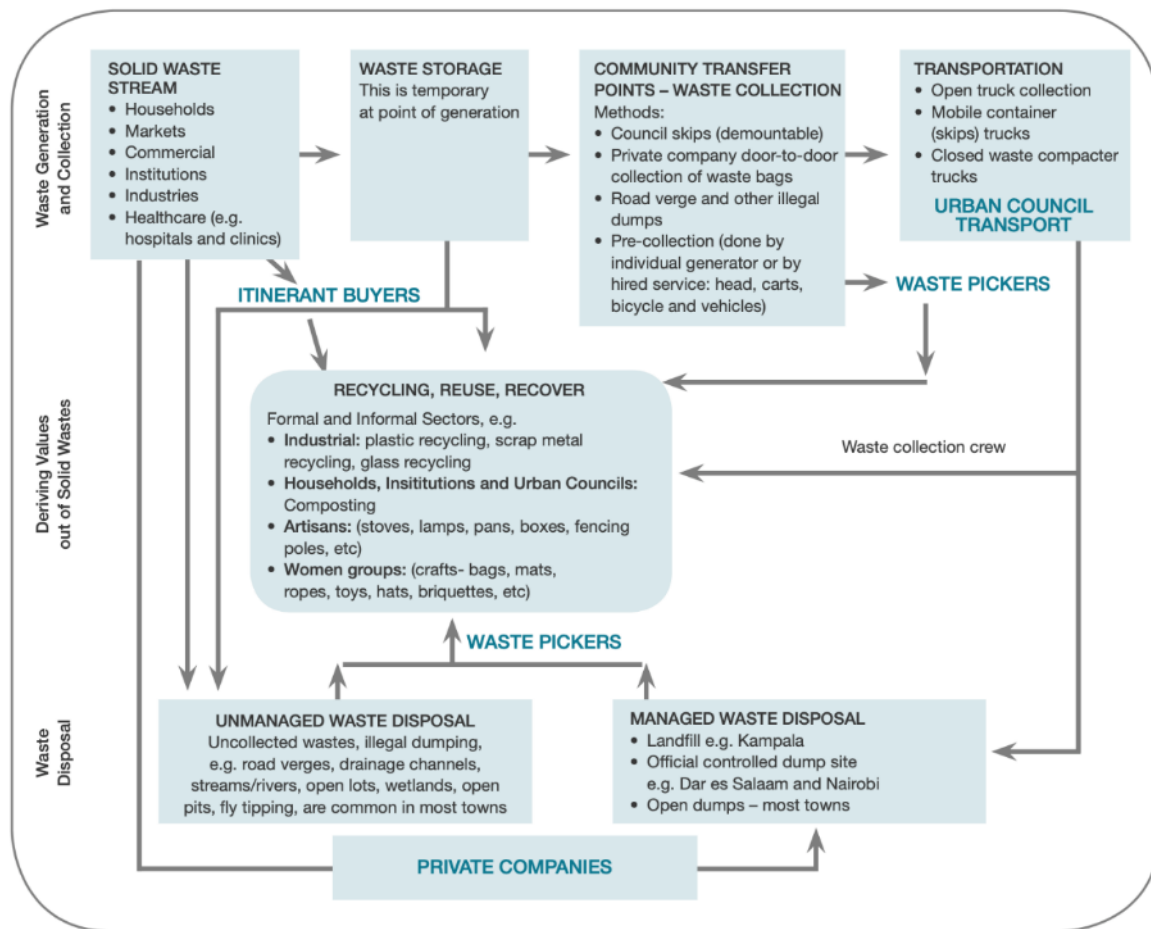 Waste Generation
and Collection
SOLID WASTE
STREAM
• Households
• Markets
• Commercial
• Institutions
• Industries
• Healthcare (e.g.
hospitals and clinics)
WASTE STORAGE
This is temporary
at point of generation
COMMUNITY TRANSFER
POINTS – WASTE COLLECTION
Methods:
• Council skips (demountable)
• Private company door-to-door
collection of waste bags
• Road verge and other illegal
dumps
• Pre-collection (done by
individual generator or by
hired service: head, carts,
bicycle and vehicles)
TRANSPORTATION
• Open truck collection
• Mobile container
(skips) trucks
• Closed waste compacter
trucks
URBAN COUNCIL
TRANSPORT
ITINERANT BUYERS
WASTE PICKERS
Deriving Values
out of Solid Wastes
RECYCLING, REUSE, RECOVER
Formal and Informal Sectors, e.g.
• Industrial: plastic recycling, scrap metal
recycling, glass recycling
• Households, Insititutions and Urban Councils:
Composting
• Artisans: (stoves, lamps, pans, boxes, fencing
poles, etc)
• Women groups: (crafts- bags, mats,
ropes, toys, hats, briquettes, etc)
Waste collection crew
WASTE PICKERS
Waste
Disposal
UNMANAGED WASTE DISPOSAL
Uncollected wastes, illegal dumping,
e.g. road verges, drainage channels,
streams/rivers, open lots, wetlands, open
pits, fly tipping, are common in most towns
MANAGED WASTE DISPOSAL
• Landfill e.g. Kampala
• Official controlled dump site
e.g. Dar es Salaam and Nairobi
• Open dumps – most towns
PRIVATE COMPANIES